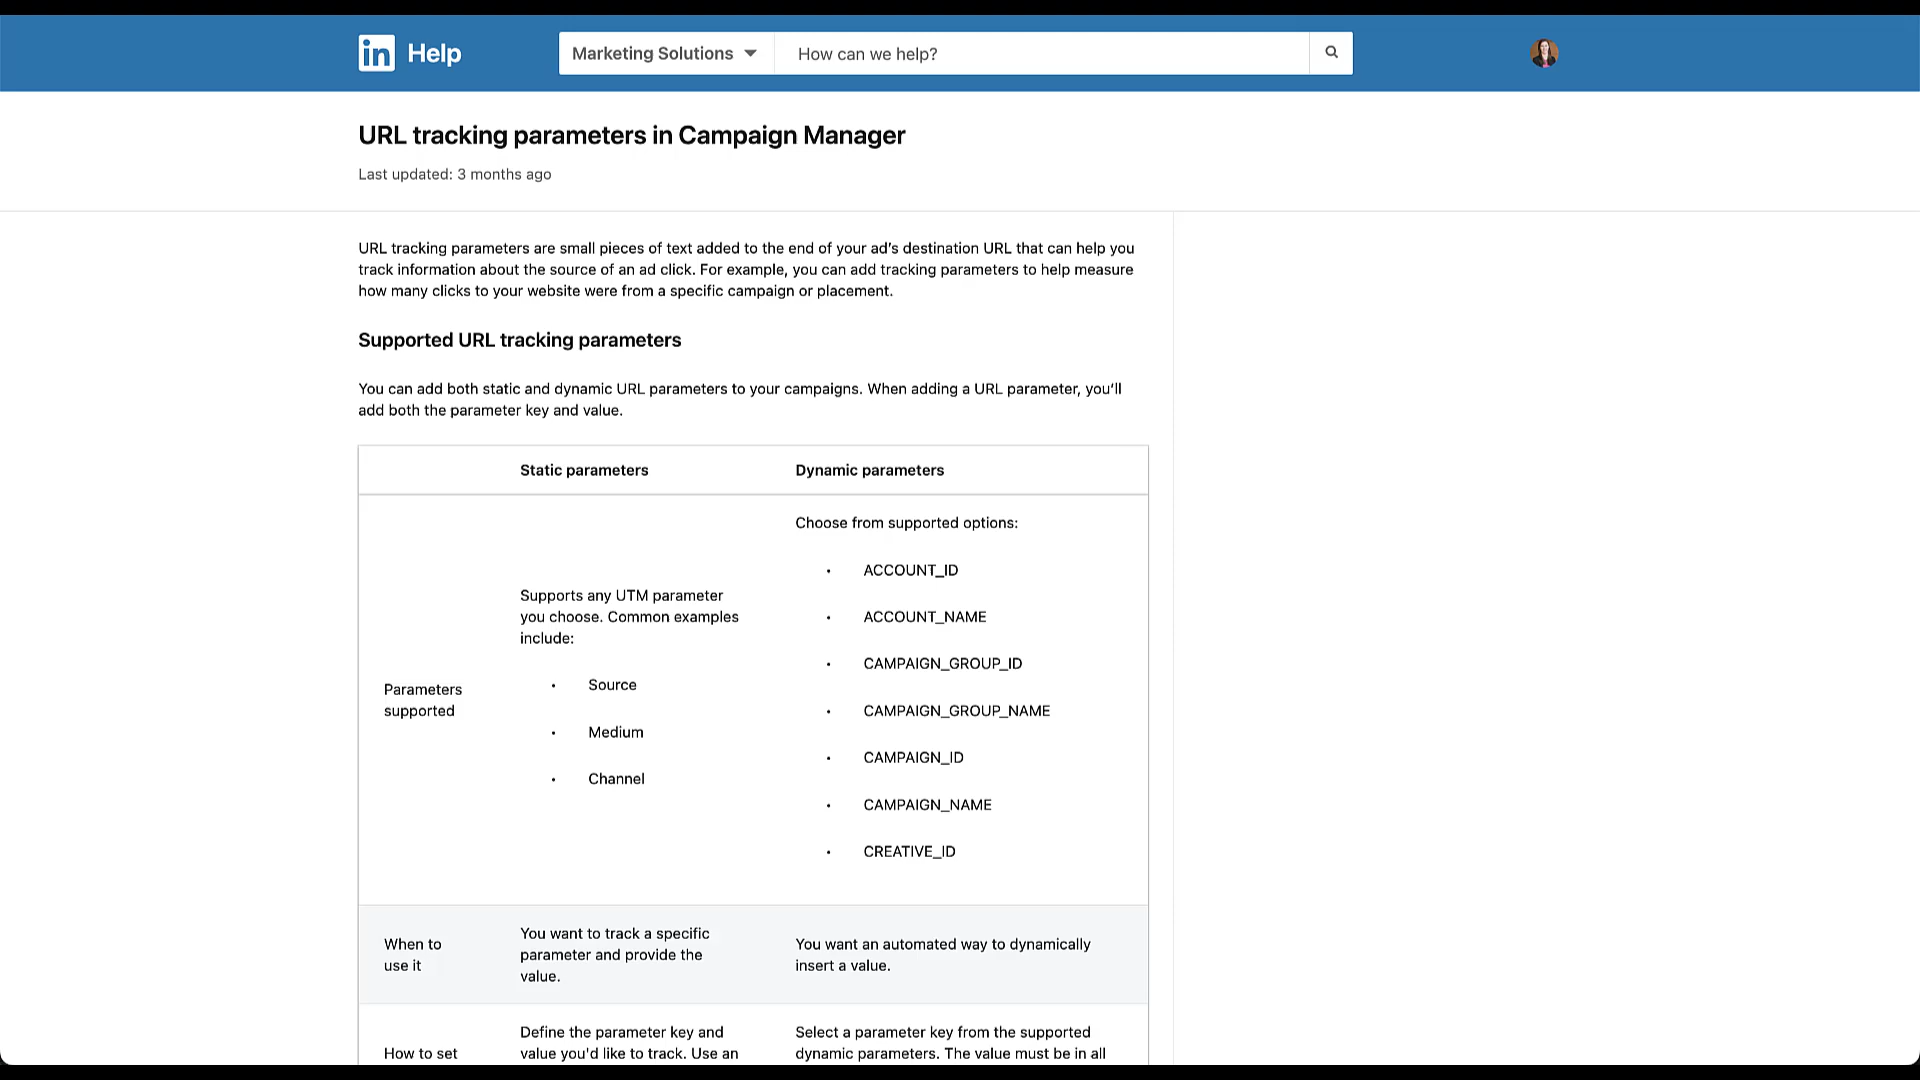 in Help
Marketing Solutions
How can we help?
URL tracking parameters in Campaign Manager
Last updated: 3 months ago
URL tracking parameters are small pieces of text added to the end of your ad’s destination URL that can help you
track information about the source of an ad click. For example, you can add tracking parameters to help measure
how many clicks to your website were from a specific campaign or placement.
Supported URL tracking parameters
You can add both static and dynamic URL parameters to your campaigns. When adding a URL parameter, you’ll
add both the parameter key and value.
Static parameters
Dynamic parameters
Parameters
supported
Supports any UTM parameter
you choose. Common examples
include:
• Source
• Medium
• Channel
Choose from supported options:
• ACCOUNT_ID
• ACCOUNT_NAME
• CAMPAIGN_GROUP_ID
• CAMPAIGN_GROUP_NAME
• CAMPAIGN_ID
• CAMPAIGN_NAME
• CREATIVE_ID
When to
use it
You want to track a specific
parameter and provide the
value.
You want an automated way to dynamically
insert a value.
How to set
Define the parameter key and
value you'd like to track. Use an
Select a parameter key from the supported
dynamic parameters. The value must be in all